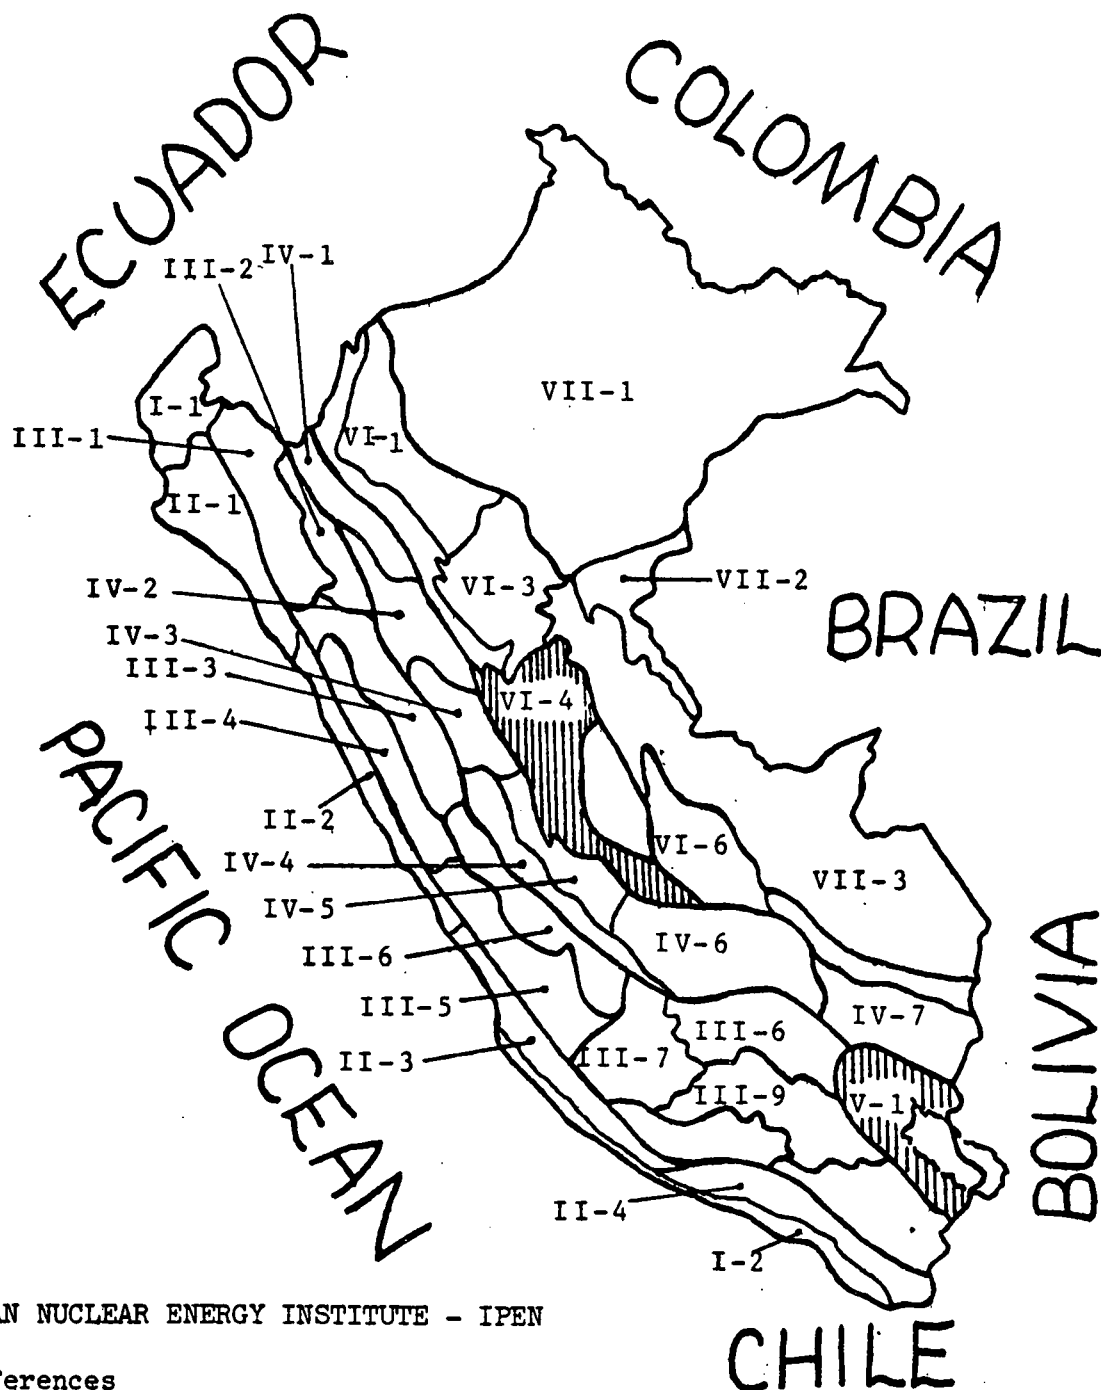 ECUADOR
COLOMBIA
IV-1
III-2
VII-1
I-1
III-1
VI-1
II-1
VI-3
VII-2
IV-2
BRAZIL
IV-3
III-3
VI-4
III-4
PACIFIC OCEAN
II-2
VI-6
IV-4
VII-3
IV-5
BOLIVIA
IV-6
III-6
III-5
IV-7
III-6
II-3
III-7
III-9
V-1
II-4
I-2
AN NUCLEAR ENERGY INSTITUTE - IPEN
CHILE
ferences